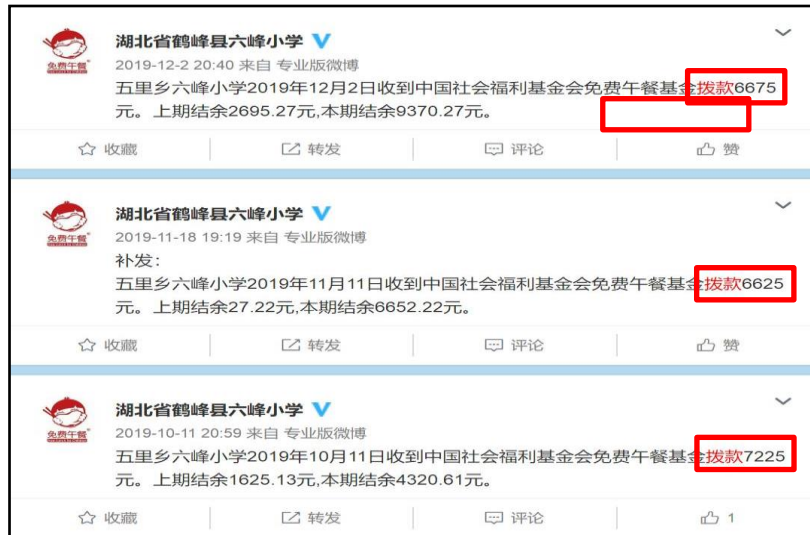 湖北省鹤峰县六峰小学
2019-12-2 20:40 来自 专业版微博
免费午餐
五里乡六峰小学2019年12月2日收到中国社会福利基金会免费午餐基金拨款6675
元。上期结余2695.27元,本期结余9370.27元。
收藏 转发 评论 赞
湖北省鹤峰县六峰小学
2019-11-18 19:19 来自 专业版微博
免费午餐
补发：
五里乡六峰小学2019年11月11日收到中国社会福利基金会免费午餐基金拨款6625
元。上期结余27.22元,本期结余6652.22元。
收藏 转发 评论 赞
湖北省鹤峰县六峰小学
2019-10-11 20:59 来自 专业版微博
免费午餐
五里乡六峰小学2019年10月11日收到中国社会福利基金会免费午餐基金拨款7225
元。上期结余1625.13元,本期结余4320.61元。
收藏 转发 评论 1